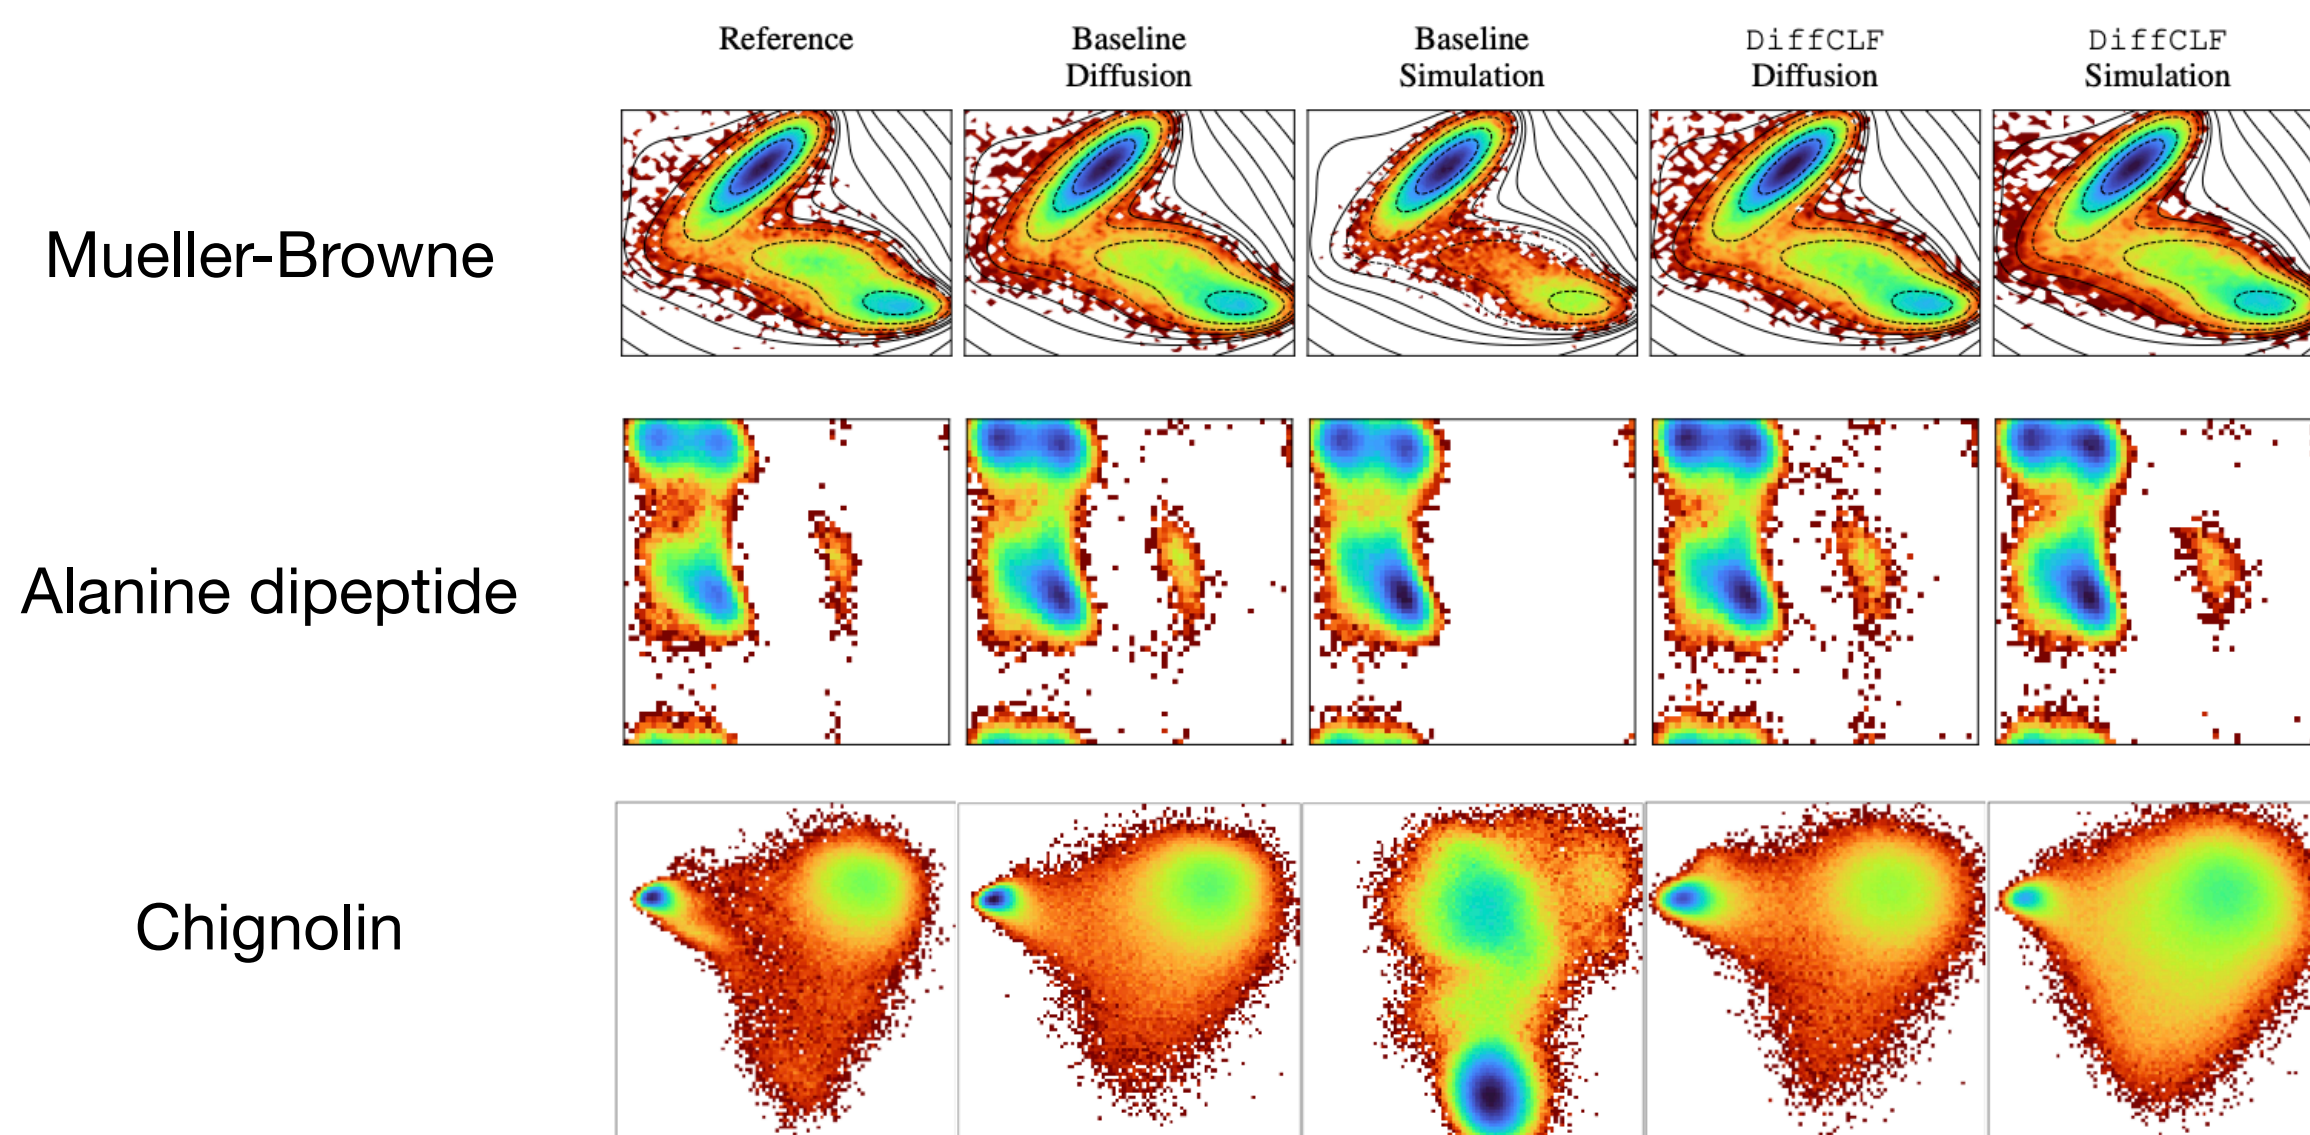 Reference
Baseline
Diffusion
Baseline
Simulation
DiffCLF
Diffusion
DiffCLF
Simulation
Mueller-Browne
Alanine dipeptide
Chignolin